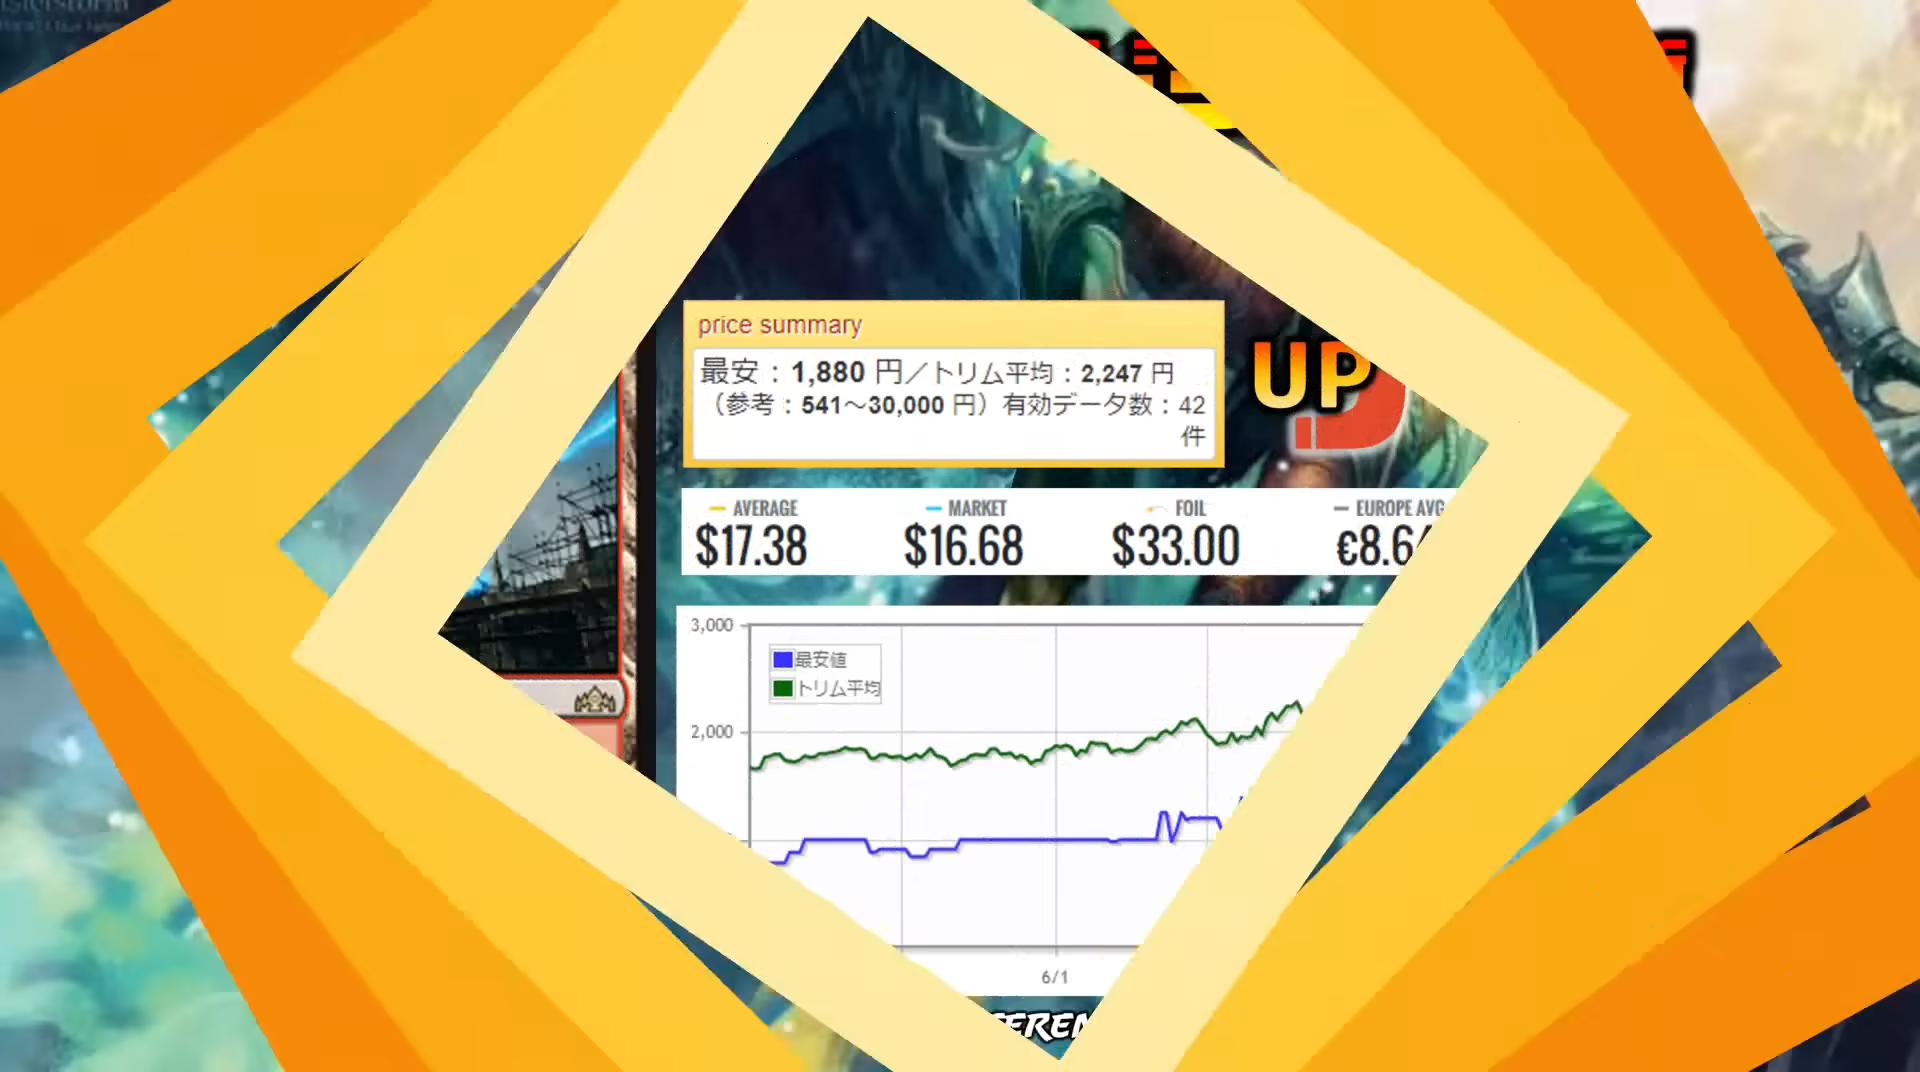 price summary
最安：1,880 円／トリム平均：2,247 円
（参考：541～30,000 円）有効データ数：42
件
UP
AVERAGE MARKET FOIL EUROPE AVG
$17.38 $16.68 $33.00
3,000
最安値
トリム平均
2,000
6/1